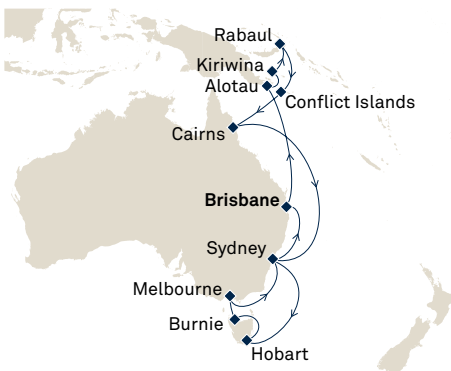 Rabaul
Kiriwina
Alotau
Conflict Islands
Cairns
Brisbane
Sydney
Melbourne
Burnie
Hobart